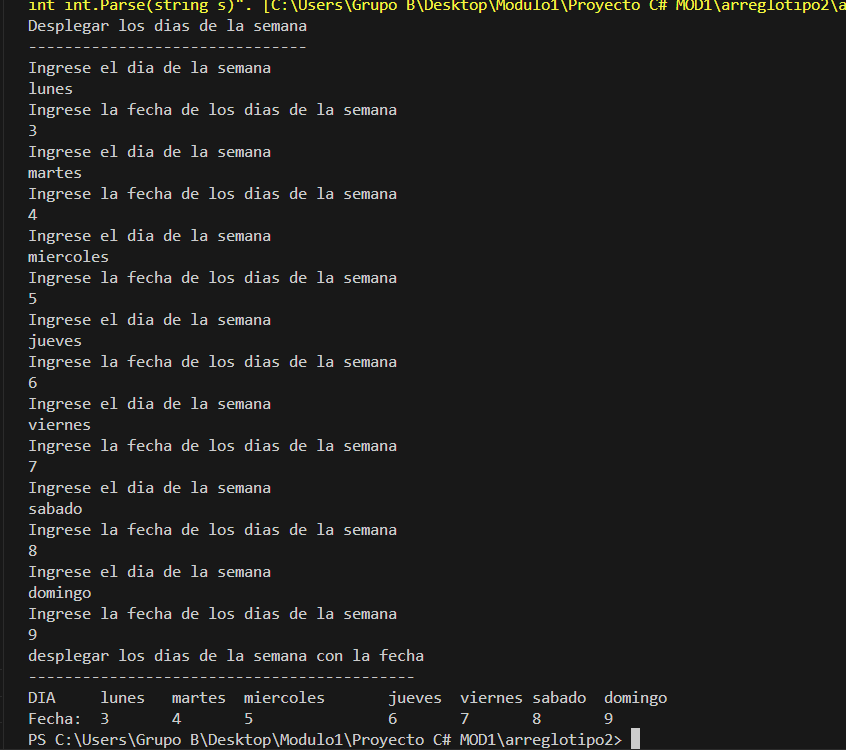 int int.Parse(string s)". [C:\Users\Grupo B\Desktop\Modulo1\Proyecto C# MOD1\arreglotipo2\a
Desplegar los dias de la semana
-------------------------------
Ingrese el dia de la semana
lunes
Ingrese la fecha de los dias de la semana
3
Ingrese el dia de la semana
martes
Ingrese la fecha de los dias de la semana
4
Ingrese el dia de la semana
miercoles
Ingrese la fecha de los dias de la semana
5
Ingrese el dia de la semana
jueves
Ingrese la fecha de los dias de la semana
6
Ingrese el dia de la semana
viernes
Ingrese la fecha de los dias de la semana
7
Ingrese el dia de la semana
sabado
Ingrese la fecha de los dias de la semana
8
Ingrese el dia de la semana
domingo
Ingrese la fecha de los dias de la semana
9
desplegar los dias de la semana con la fecha
-------------------------------------------
DIA     lunes   martes  miercoles       jueves  viernes sabado  domingo
Fecha:  3       4       5               6       7       8       9
PS C:\Users\Grupo B\Desktop\Modulo1\Proyecto C# MOD1\arreglotipo2>